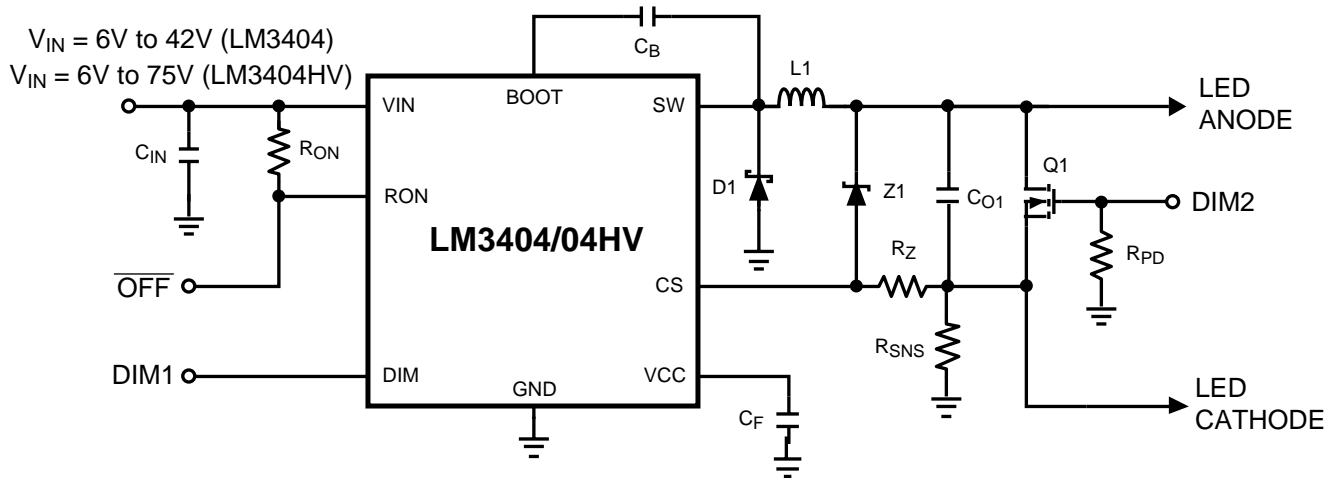 V_IN = 6V to 42V (LM3404)
V_IN = 6V to 75V (LM3404HV)
C_B
L1
LED
ANODE
VIN
BOOT
SW
C_IN
R_ON
D1
Z1
C_O1
Q1
DIM2
RON
LM3404/04HV
R_Z
R_PD
OFF
CS
R_SNS
DIM1
DIM
GND
VCC
C_F
LED
CATHODE